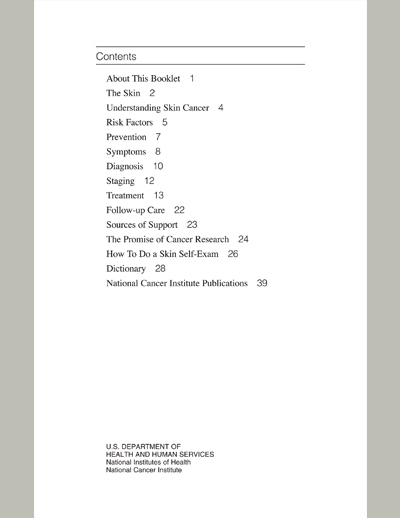 Contents
About This Booklet 1
The Skin 2
Understanding Skin Cancer 4
Risk Factors 5
Prevention 7
Symptoms 8
Diagnosis 10
Staging 12
Treatment 13
Follow-up Care 22
Sources of Support 23
The Promise of Cancer Research 24
How To Do a Skin Self-Exam 26
Dictionary 28
National Cancer Institute Publications 39
U.S. DEPARTMENT OF
HEALTH AND HUMAN SERVICES
National Institutes of Health
National Cancer Institute